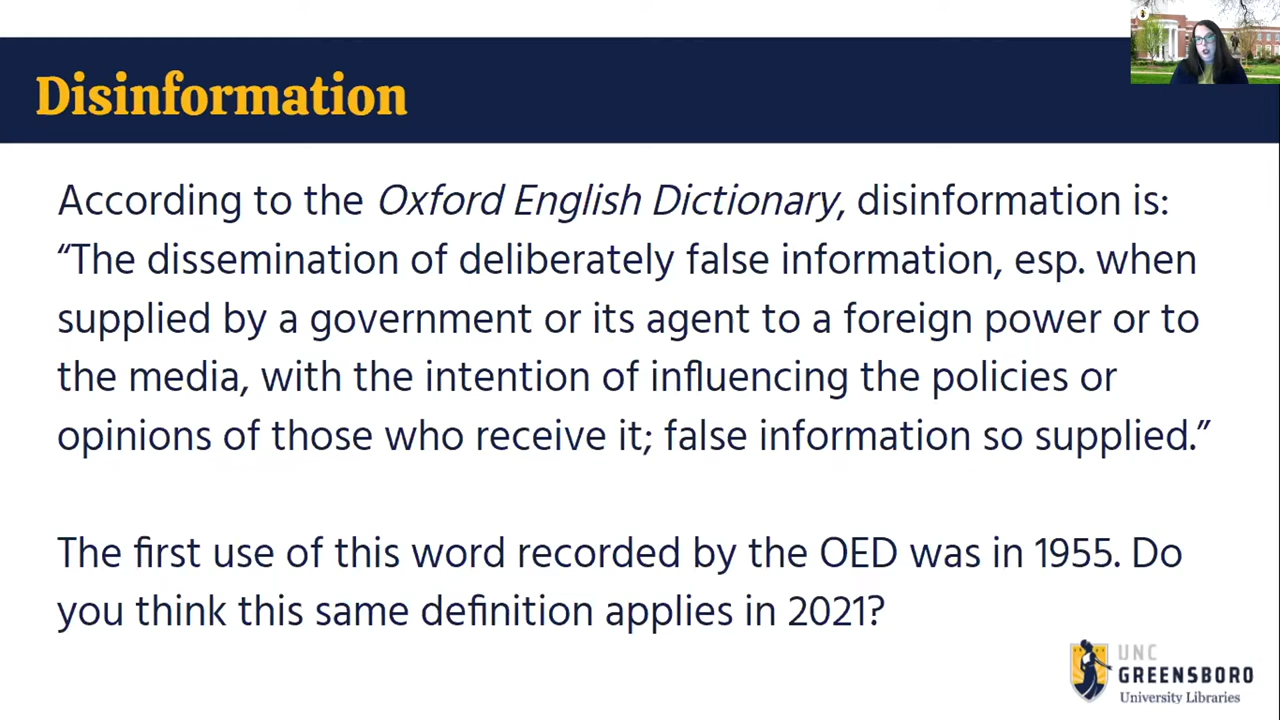 Disinformation
According to the Oxford English Dictionary, disinformation is:
“The dissemination of deliberately false information, esp. when
supplied by a government or its agent to a foreign power or to
the media, with the intention of influencing the policies or
opinions of those who receive it; false information so supplied.”
The first use of this word recorded by the OED was in 1955. Do
you think this same definition applies in 2021?
UNC
GREENSBORO
University Libraries